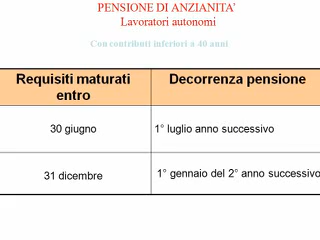 PENSIONE DI ANZIANITA'
Lavoratori autonomi
Con contributi inferiori a 40 anni
Requisiti maturati entro
Decorrenza pensione
30 giugno
1° luglio anno successivo
31 dicembre
1° gennaio del 2° anno successivo